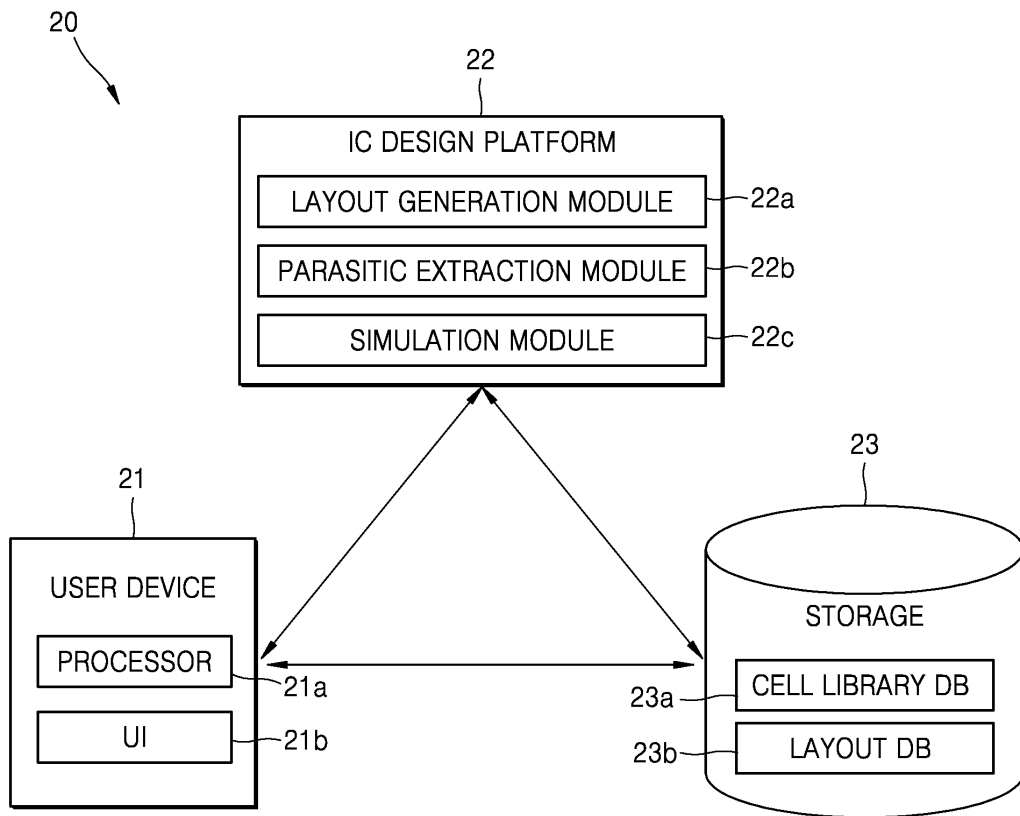 20
22
IC DESIGN PLATFORM
LAYOUT GENERATION MODULE
22a
PARASITIC EXTRACTION MODULE
22b
SIMULATION MODULE
22c
21
USER DEVICE
PROCESSOR
21a
UI
21b
23
STORAGE
CELL LIBRARY DB
23a
LAYOUT DB
23b